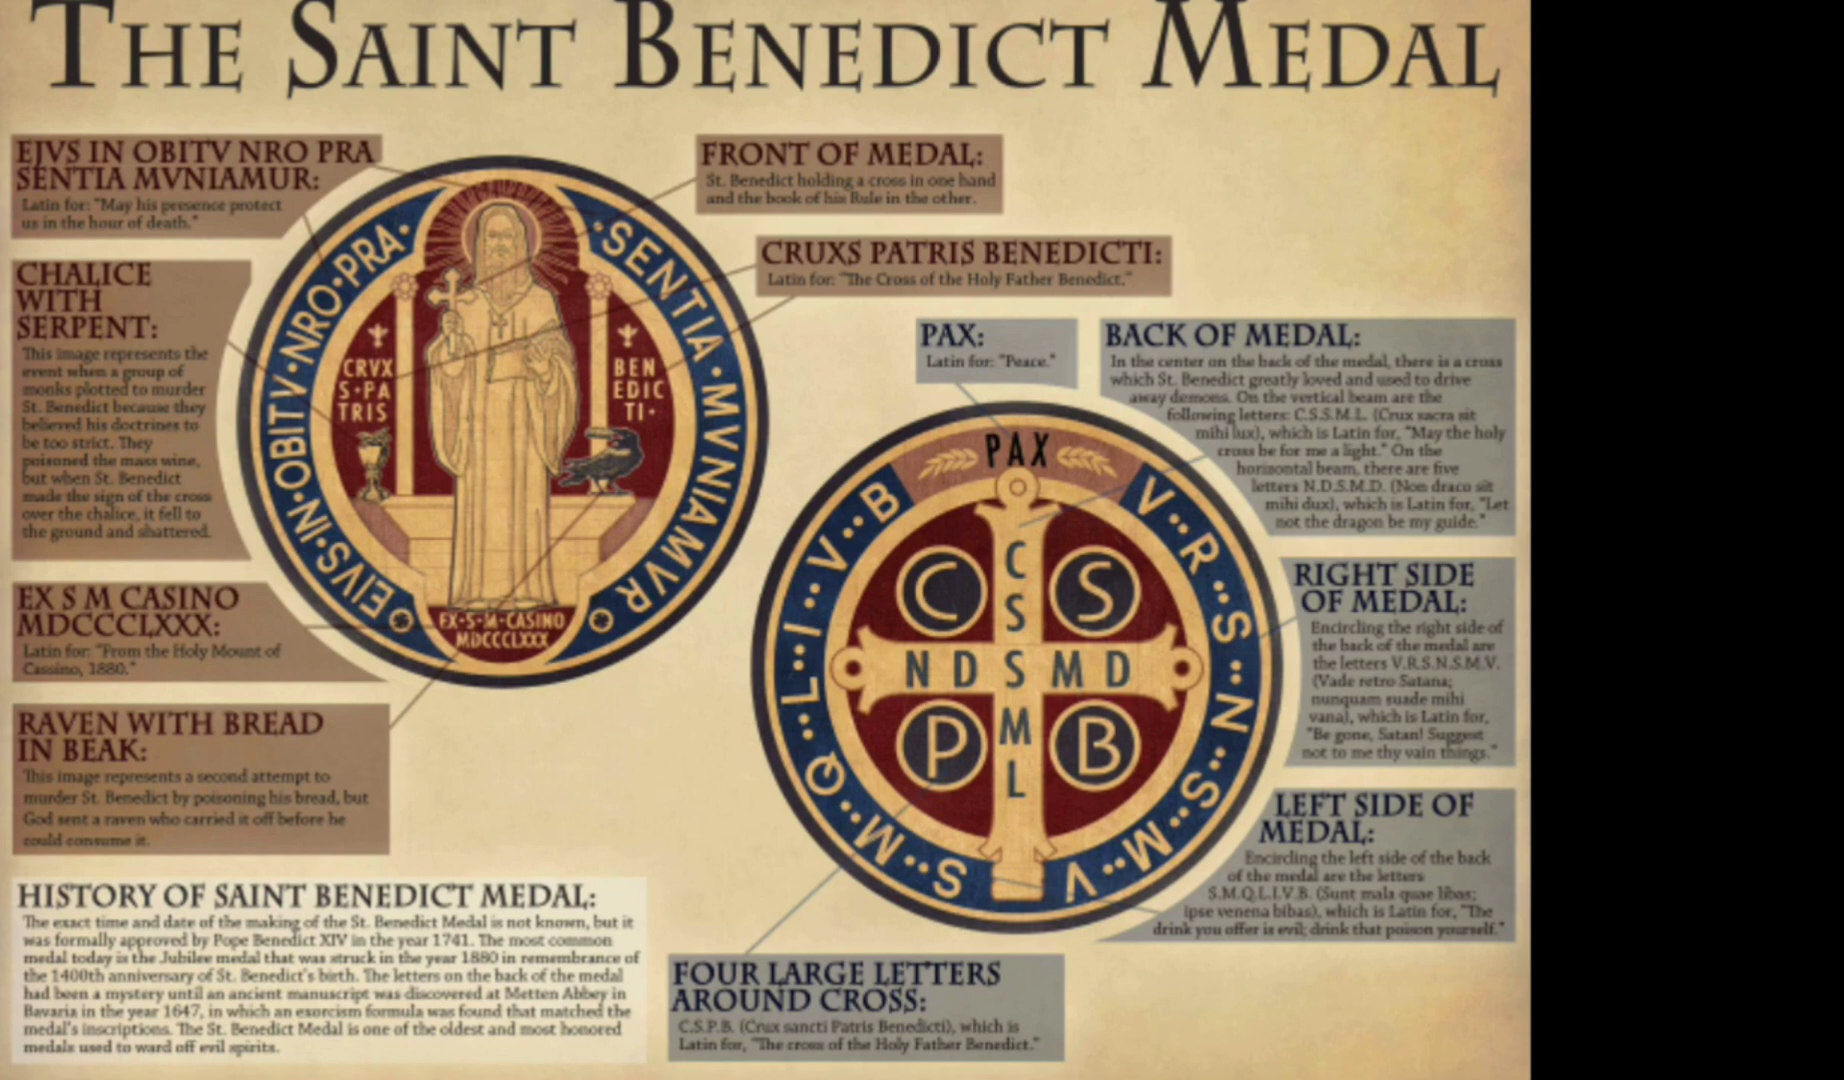 THE SAINT BENEDICT MEDAL
EJVS IN OBITV NRO PRA
SENTIA MVNIAMUR:
Latin for: "May his presence protect
us in the hour of death."
CHALICE
WITH
SERPENT:
This image represents the
event when a group of
monks plotted to murder
St. Benedict because they
believed his doctrines to
be too strict. They
poisoned the mass wine,
but when St. Benedict
made the sign of the cross
over the chalice, it fell to
the ground and shattered.
EX S M CASINO
MDCCCLXXX:
Latin for: "From the Holy Mount of
Cassino, 1880."
RAVEN WITH BREAD
IN BEAK:
This image represents a second attempt to
murder St. Benedict by poisoning his bread, but
God sent a raven who carried it off before he
could consume it.
HISTORY OF SAINT BENEDICT MEDAL:
The exact time and date of the making of the St. Benedict Medal is not known, but it
was formally approved by Pope Benedict XIV in the year 1741. The most common
medal today is the Jubilee medal that was struck in the year 1880 in remembrance of
the 1400th anniversary of St. Benedict's birth. The letters on the back of the medal
had been a mystery until an ancient manuscript was discovered at Metten Abbey in
Bavaria in the year 1647, in which an exorcism formula was found that matched the
medal's inscriptions. The St. Benedict Medal is one of the oldest and most honored
medals used to ward off evil spirits.
EIVS·IN·OBITV·NRO·PRA·
·SENTIA·MVNIAMVR
CRVX
S·PA
TRIS
BEN
EDIC
TI·
EX·S·M·CASINO
MDCCCLXXX
FRONT OF MEDAL:
St. Benedict holding a cross in one hand
and the book of his Rule in the other.
CRUXS PATRIS BENEDICTI:
Latin for: "The Cross of the Holy Father Benedict."
PAX:
Latin for: "Peace."
BACK OF MEDAL:
In the center on the back of the medal, there is a cross
which St. Benedict greatly loved and used to drive
away demons. On the vertical beam are the
following letters: C.S.S.M.L. (Crux sacra sit
mihi lux), which is Latin for, "May the holy
cross be for me a light." On the
horisontal beam, there are five
letters N.D.S.M.D. (Non draco sit
mihi dux), which is Latin for, "Let
not the dragon be my guide."
PAX
V··R··S··N··S··M··V
S··M··Q··L··I··V··B
C S
C
S
N D S M D
M
L
P B
RIGHT SIDE
OF MEDAL:
Encircling the right side of
the back of the medal are
the letters V.R.S.N.S.M.V.
(Vade retro Satana;
nunquam suade mihi
vana), which is Latin for,
"Be gone, Satan! Suggest
not to me thy vain things."
LEFT SIDE OF
MEDAL:
Encircling the left side of the back
of the medal are the letters
S.M.Q.L.I.V.B. (Sunt mala quae libas;
ipse venena bibas), which is Latin for, "The
drink you offer is evil; drink that poison yourself."
FOUR LARGE LETTERS
AROUND CROSS:
C.S.P.B. (Crux sancti Patris Benedicti), which is
Latin for, "The cross of the Holy Father Benedict."